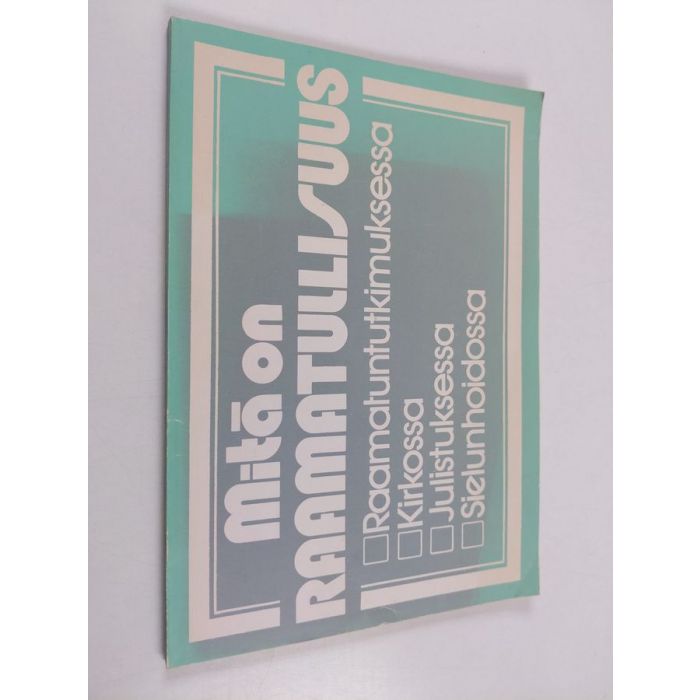 Mitä on
RAAMATULLISUUS
Raamatuntutkimuksessa
Kirkossa
Julistuksessa
Sielunhoidossa